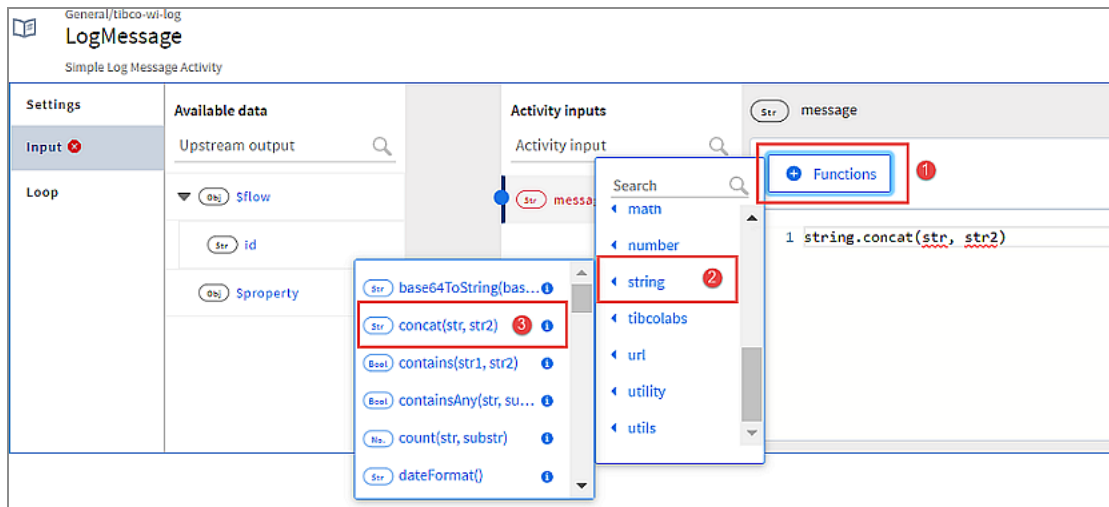 General/tibco-wi-log
LogMessage
Simple Log Message Activity
Settings
Input
Loop
Available data
Upstream output
Obj $flow
Str id
Obj $property
Activity inputs
Activity input
Str messa
Str message
Functions
1
1 string.concat(str, str2)
Search
math
number
string 2
tibcolabs
url
utility
utils
Str base64ToString(bas...
Str concat(str, str2) 3
Bool contains(str1, str2)
Bool containsAny(str, su...
No. count(str, substr)
Str dateFormat()